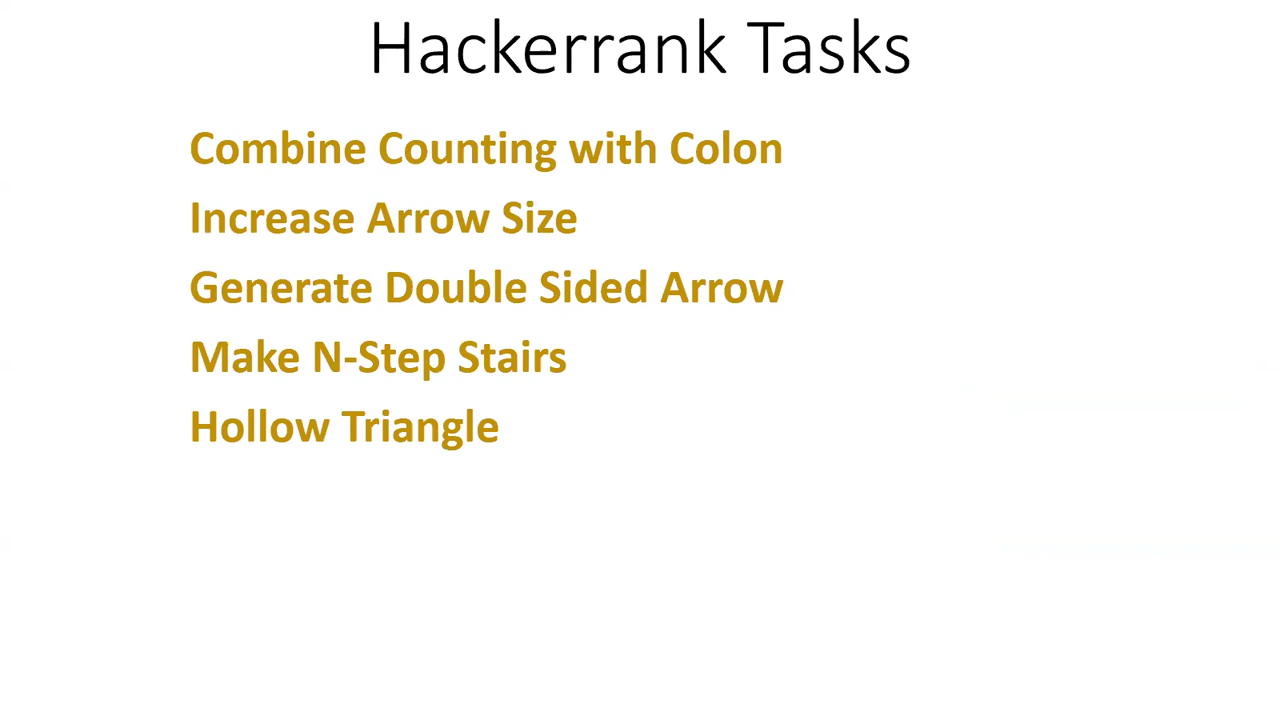 Hackerrank Tasks
Combine Counting with Colon
Increase Arrow Size
Generate Double Sided Arrow
Make N-Step Stairs
Hollow Triangle